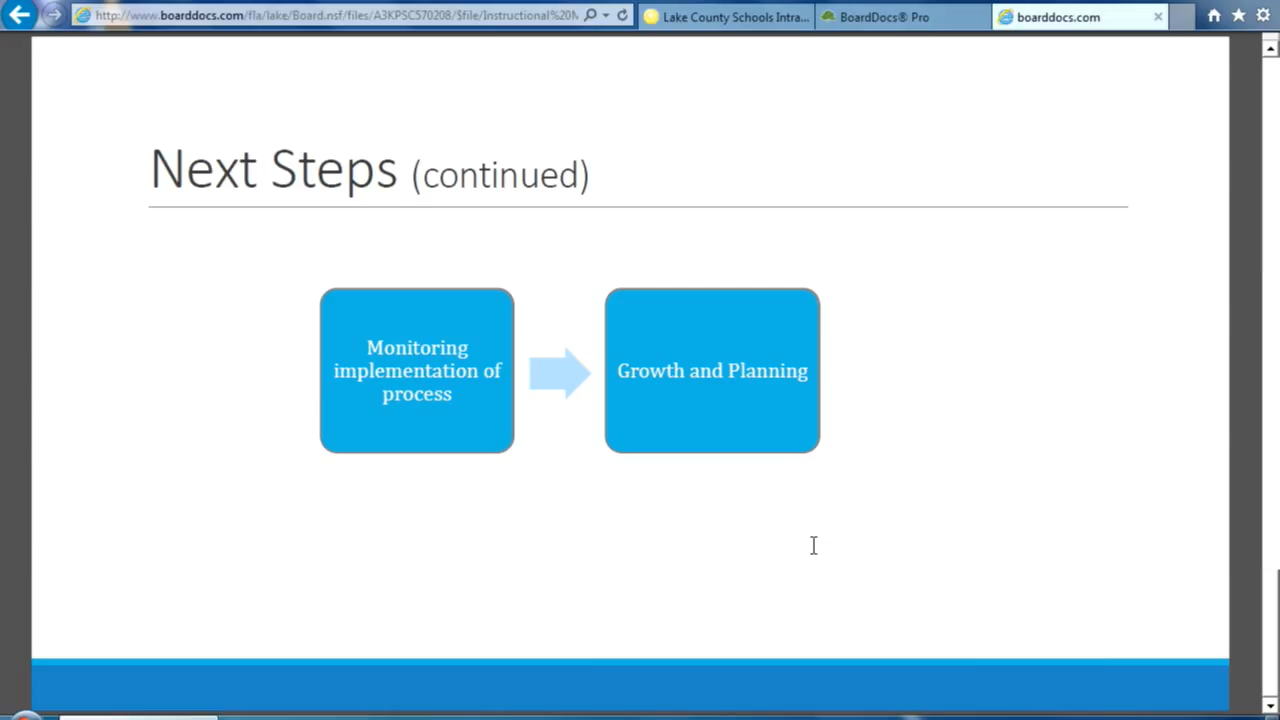 http://www.boarddocs.com/fla/lake/Board.nsf/files/A3KPSC570208/$file/Instructional%20M
Lake County Schools Intra...
BoardDocs® Pro
boarddocs.com
Next Steps (continued)
Monitoring
implementation of
process
Growth and Planning